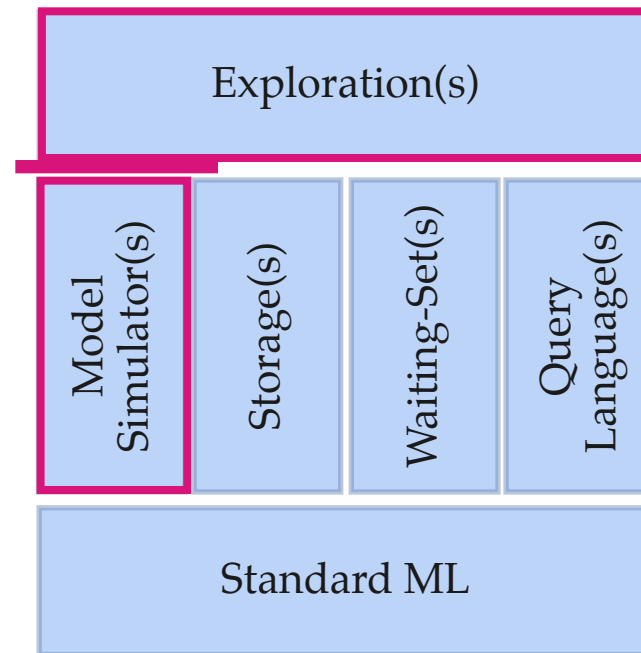 Exploration(s)
Model
Simulator(s)
Storage(s)
Waiting-Set(s)
Query
Language(s)
Standard ML